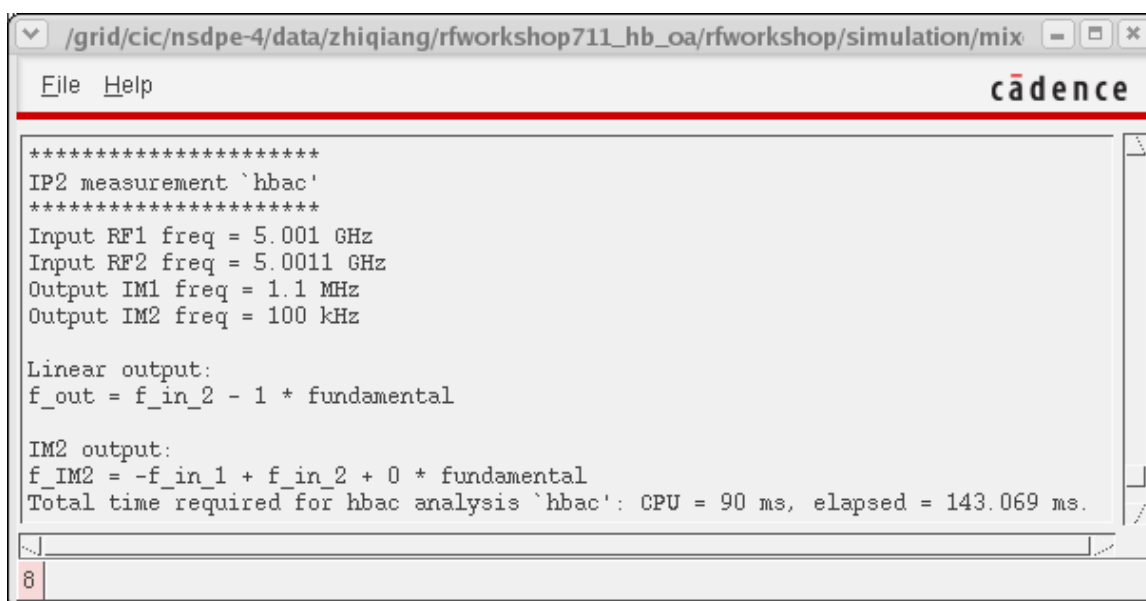 /grid/cic/nsdpe-4/data/zhiqiang/rfworkshop711_hb_oa/rfworkshop/simulation/mix
File Help
cādence
**********************
IP2 measurement `hbac'
**********************
Input RF1 freq = 5.001 GHz
Input RF2 freq = 5.0011 GHz
Output IM1 freq = 1.1 MHz
Output IM2 freq = 100 kHz
Linear output:
f_out = f_in_2 - 1 * fundamental
IM2 output:
f_IM2 = -f_in_1 + f_in_2 + 0 * fundamental
Total time required for hbac analysis `hbac': CPU = 90 ms, elapsed = 143.069 ms.
8